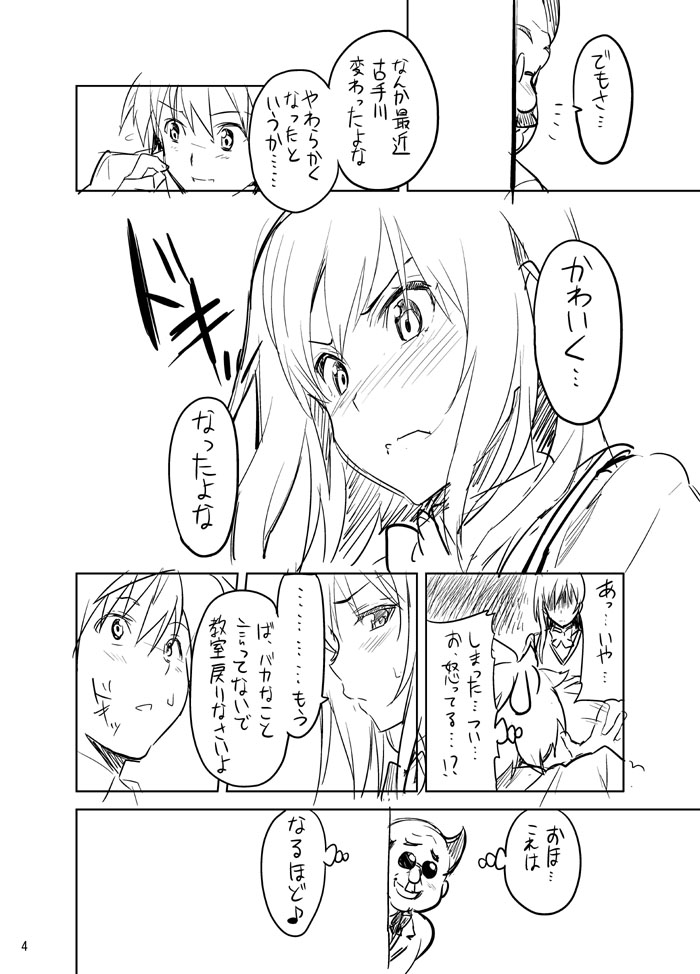 でもさ…
なんか最近
古手川
変わったよな
やわらかく
なったと
いうか……
かわいく…
ドキッ
なったよな
あっ…いや…
しまった…つい…
お、怒ってる…!?
………もう
ば、バカなこと
言ってないで
教室戻りなさいよ
ドキッ
おほ…
これは
なるほど♪
4